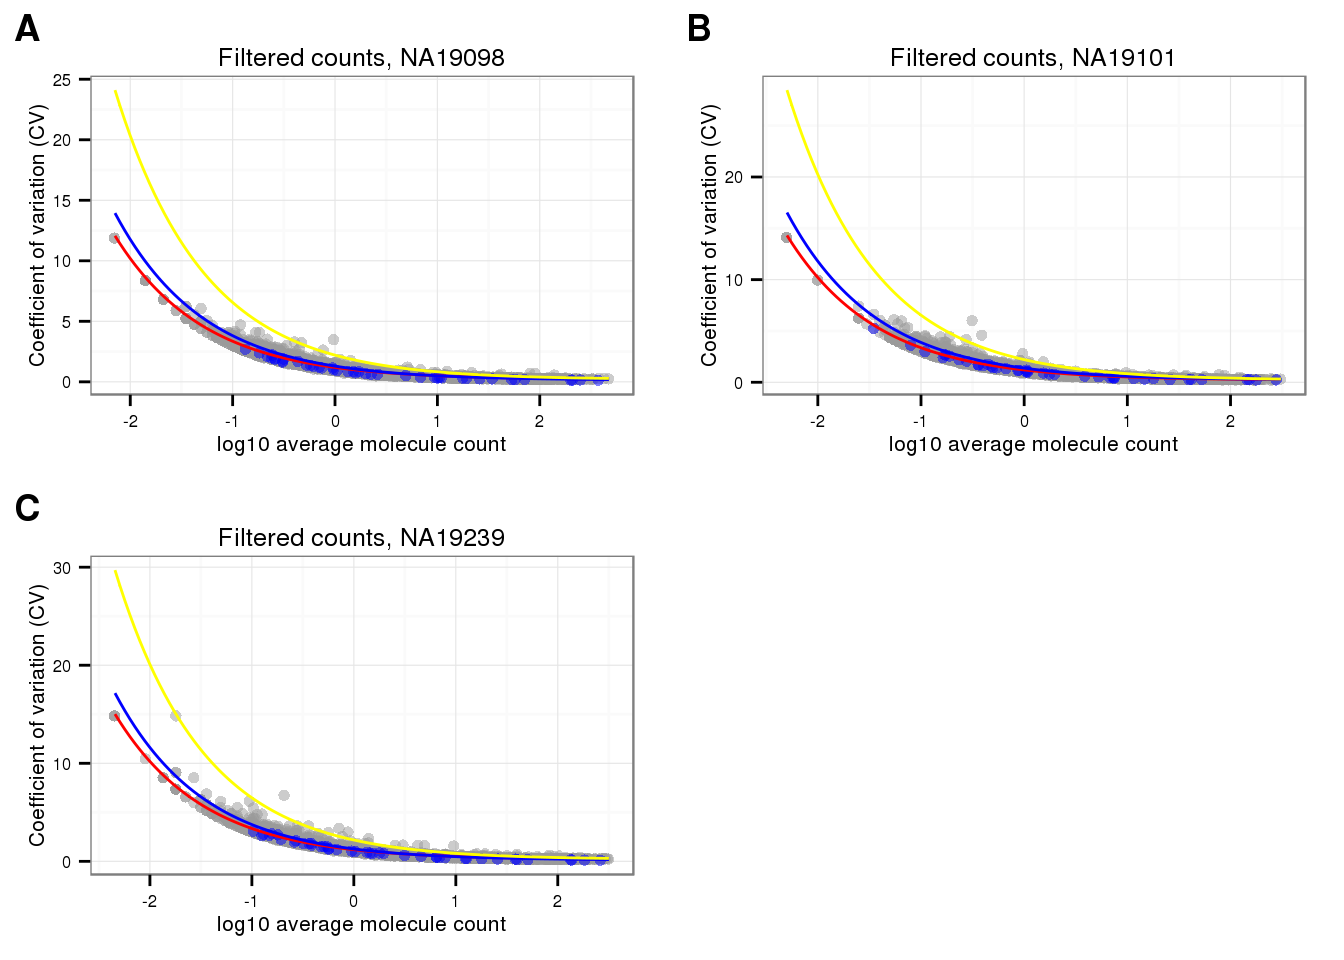 A
Filtered counts, NA19098
Coefficient of variation (CV)
25
20
15
10
5
0
-2 -1 0 1 2
log10 average molecule count
B
Filtered counts, NA19101
Coefficient of variation (CV)
20
10
0
-2 -1 0 1 2
log10 average molecule count
C
Filtered counts, NA19239
Coefficient of variation (CV)
30
20
10
0
-2 -1 0 1 2
log10 average molecule count